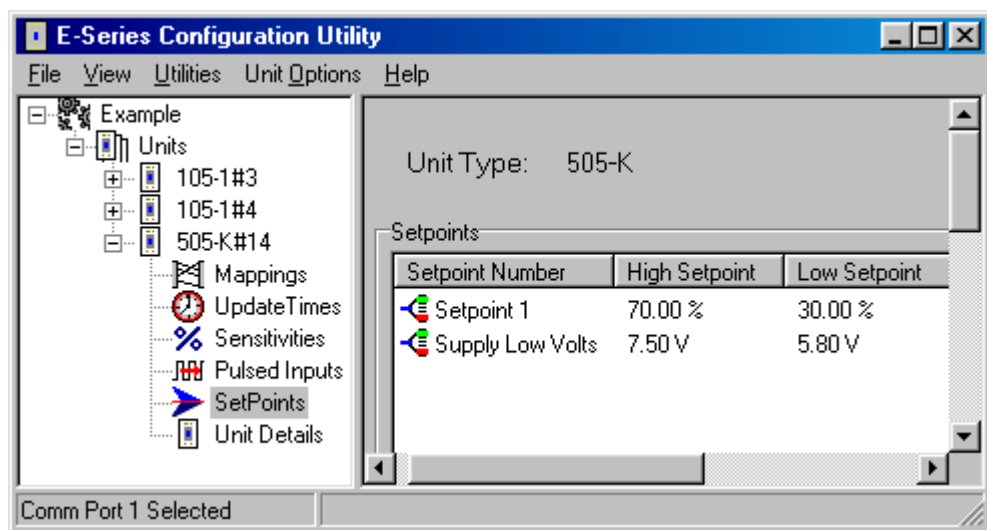 E-Series Configuration Utility
File View Utilities Unit Options Help
Example
Units
105-1#3
105-1#4
505-K#14
Mappings
UpdateTimes
Sensitivities
Pulsed Inputs
SetPoints
Unit Details
Unit Type: 505-K
Setpoints
Setpoint Number High Setpoint Low Setpoint
Setpoint 1 70.00 % 30.00 %
Supply Low Volts 7.50 V 5.80 V
Comm Port 1 Selected